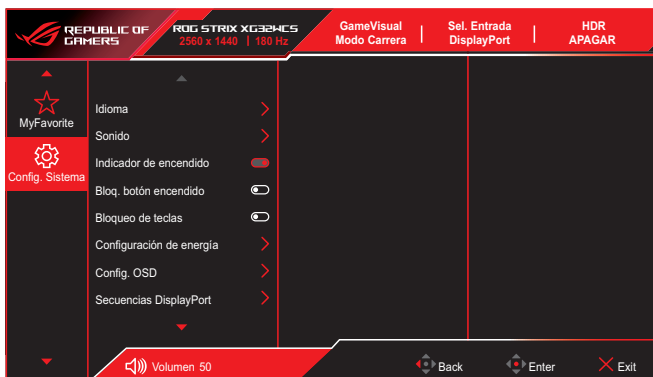 REPUBLIC OF
GAMERS
ROG STRIX XG32WCS
2560 x 1440 | 180 Hz
GameVisual
Modo Carrera
Sel. Entrada
DisplayPort
HDR
APAGAR
MyFavorite
Config. Sistema
Idioma
Sonido
Indicador de encendido
Bloq. botón encendido
Bloqueo de teclas
Configuración de energía
Config. OSD
Secuencias DisplayPort
Volumen 50
Back
Enter
Exit